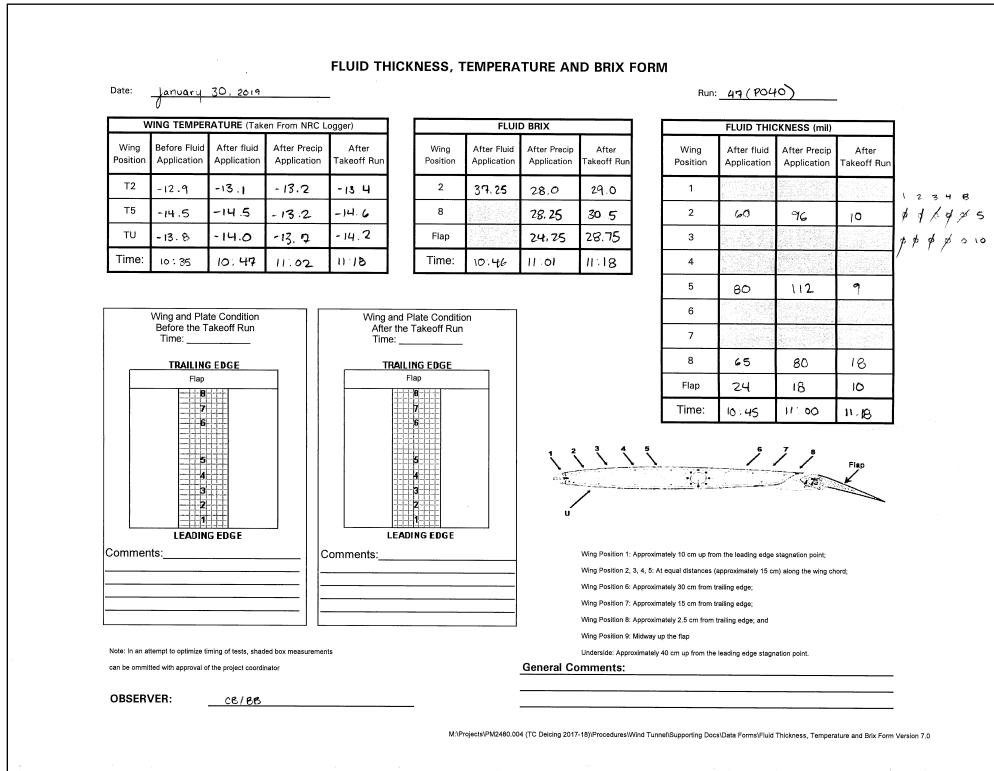 FLUID THICKNESS, TEMPERATURE AND BRIX FORM
Date: January 30, 2019
Run: 47 (P040)
WING TEMPERATURE (Taken From NRC Logger)
Wing Position Before Fluid Application After fluid Application After Precip Application After Takeoff Run
T2 -12.9 -13.1 -13.2 -13 4
T5 -14.5 -14.5 -13.2 -14.6
TU -13.8 -14.0 -14.2
Time: 10:35 10:47 11:02 11:18
FLUID BRIX
Wing Position After Fluid Application After Precip Application After Takeoff Run
2 37.25 28.0 29.0
8 28.25 30 5
Flap 24.25 28.75
Time: 10:46 11:01 11:18
FLUID THICKNESS (mil)
Wing Position After fluid Application After Precip Application After Takeoff Run
1
2 60 96 10
3
4
5 80 112 9
6
7
8 65 80 18
Flap 24 18 10
Time: 10:45 11:00 11:18
1 2 3 4 8
5
0 10
Wing and Plate Condition
Before the Takeoff Run
Time:
TRAILING EDGE
Flap
8
7
6
5
4
3
2
1
LEADING EDGE
Comments:
Wing and Plate Condition
After the Takeoff Run
Time:
TRAILING EDGE
Flap
8
7
6
5
4
3
2
1
LEADING EDGE
Comments:
1 2 3 4 5 6 7 8
Flap
U
Wing Position 1: Approximately 10 cm up from the leading edge stagnation point;
Wing Position 2, 3, 4, 5: At equal distances (approximately 15 cm) along the wing chord;
Wing Position 6: Approximately 30 cm from trailing edge;
Wing Position 7: Approximately 15 cm from trailing edge;
Wing Position 8: Approximately 2.5 cm from trailing edge; and
Wing Position 9: Midway up the flap
Underside: Approximately 40 cm up from the leading edge stagnation point.
Note: In an attempt to optimize timing of tests, shaded box measurements
can be ommitted with approval of the project coordinator
General Comments:
OBSERVER: CB/BB
M:\Projects\PM2480.004 (TC Deicing 2017-18)\Procedures\Wind Tunnel\Supporting Docs\Data Forms\Fluid Thickness, Temperature and Brix Form Version 7.0